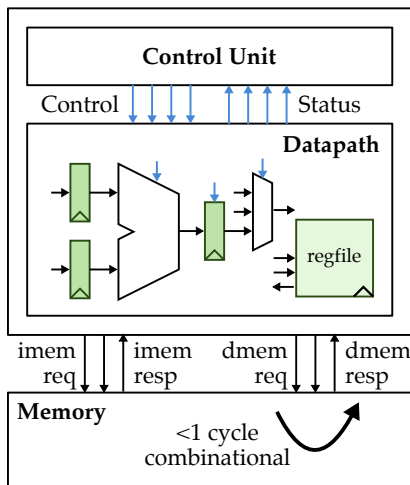 Control Unit
Control
Status
Datapath
regfile
imem
req
imem
resp
dmem
req
dmem
resp
Memory
<1 cycle
combinational